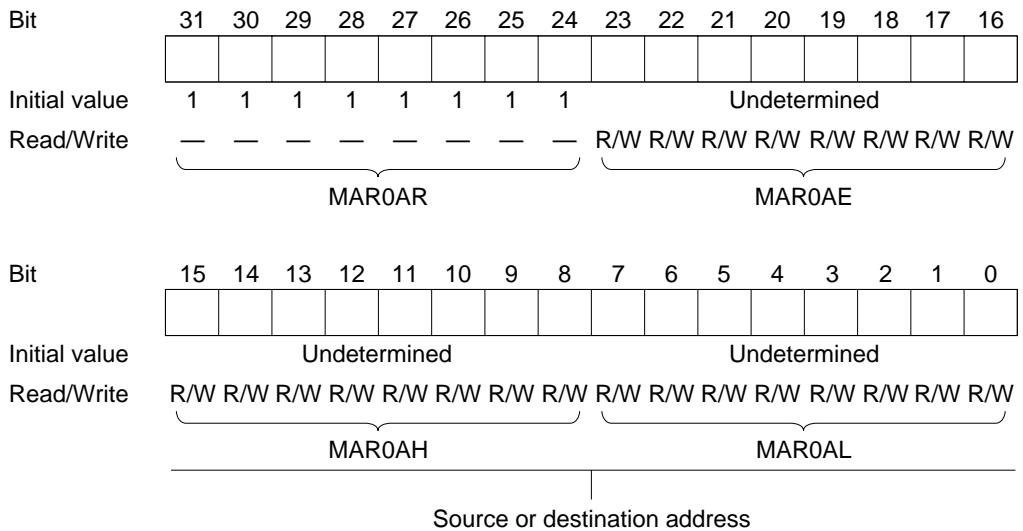 Bit 31 30 29 28 27 26 25 24 23 22 21 20 19 18 17 16
Initial value 1 1 1 1 1 1 1 1 Undetermined
Read/Write — — — — — — — — R/W R/W R/W R/W R/W R/W R/W R/W
MAR0AR MAR0AE
Bit 15 14 13 12 11 10 9 8 7 6 5 4 3 2 1 0
Initial value Undetermined Undetermined
Read/Write R/W R/W R/W R/W R/W R/W R/W R/W R/W R/W R/W R/W R/W R/W R/W R/W
MAR0AH MAR0AL
Source or destination address